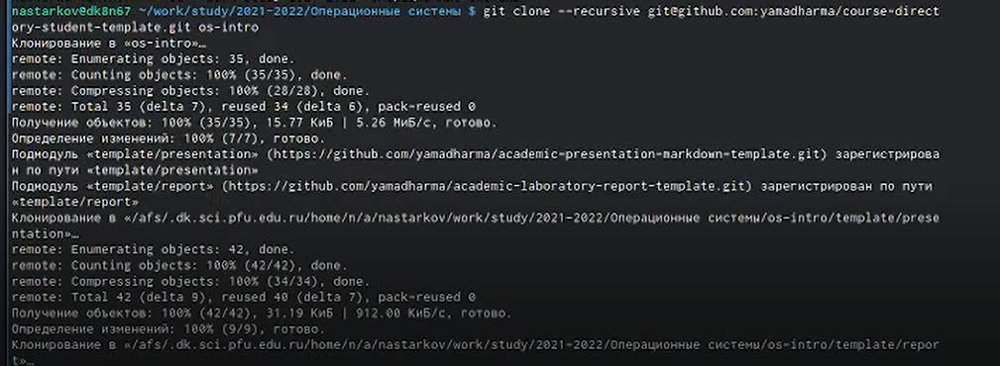 nastarkov@dk8n67 ~/work/study/2021-2022/Операционные системы $ git clone --recursive git@github.com:yamadharma/course-direct
ory-student-template.git os-intro
Клонирование в «os-intro»…
remote: Enumerating objects: 35, done.
remote: Counting objects: 100% (35/35), done.
remote: Compressing objects: 100% (28/28), done.
remote: Total 35 (delta 7), reused 34 (delta 6), pack-reused 0
Получение объектов: 100% (35/35), 15.77 КиБ | 5.26 МиБ/с, готово.
Определение изменений: 100% (7/7), готово.
Подмодуль «template/presentation» (https://github.com/yamadharma/academic-presentation-markdown-template.git) зарегистрирова
н по пути «template/presentation»
Подмодуль «template/report» (https://github.com/yamadharma/academic-laboratory-report-template.git) зарегистрирован по пути
«template/report»
Клонирование в «/afs/.dk.sci.pfu.edu.ru/home/n/a/nastarkov/work/study/2021-2022/Операционные системы/os-intro/template/prese
ntation»…
remote: Enumerating objects: 42, done.
remote: Counting objects: 100% (42/42), done.
remote: Compressing objects: 100% (34/34), done.
remote: Total 42 (delta 9), reused 40 (delta 7), pack-reused 0
Получение объектов: 100% (42/42), 31.19 КиБ | 912.00 КиБ/с, готово.
Определение изменений: 100% (9/9), готово.
Клонирование в «/afs/.dk.sci.pfu.edu.ru/home/n/a/nastarkov/work/study/2021-2022/Операционные системы/os-intro/template/repor
t»…